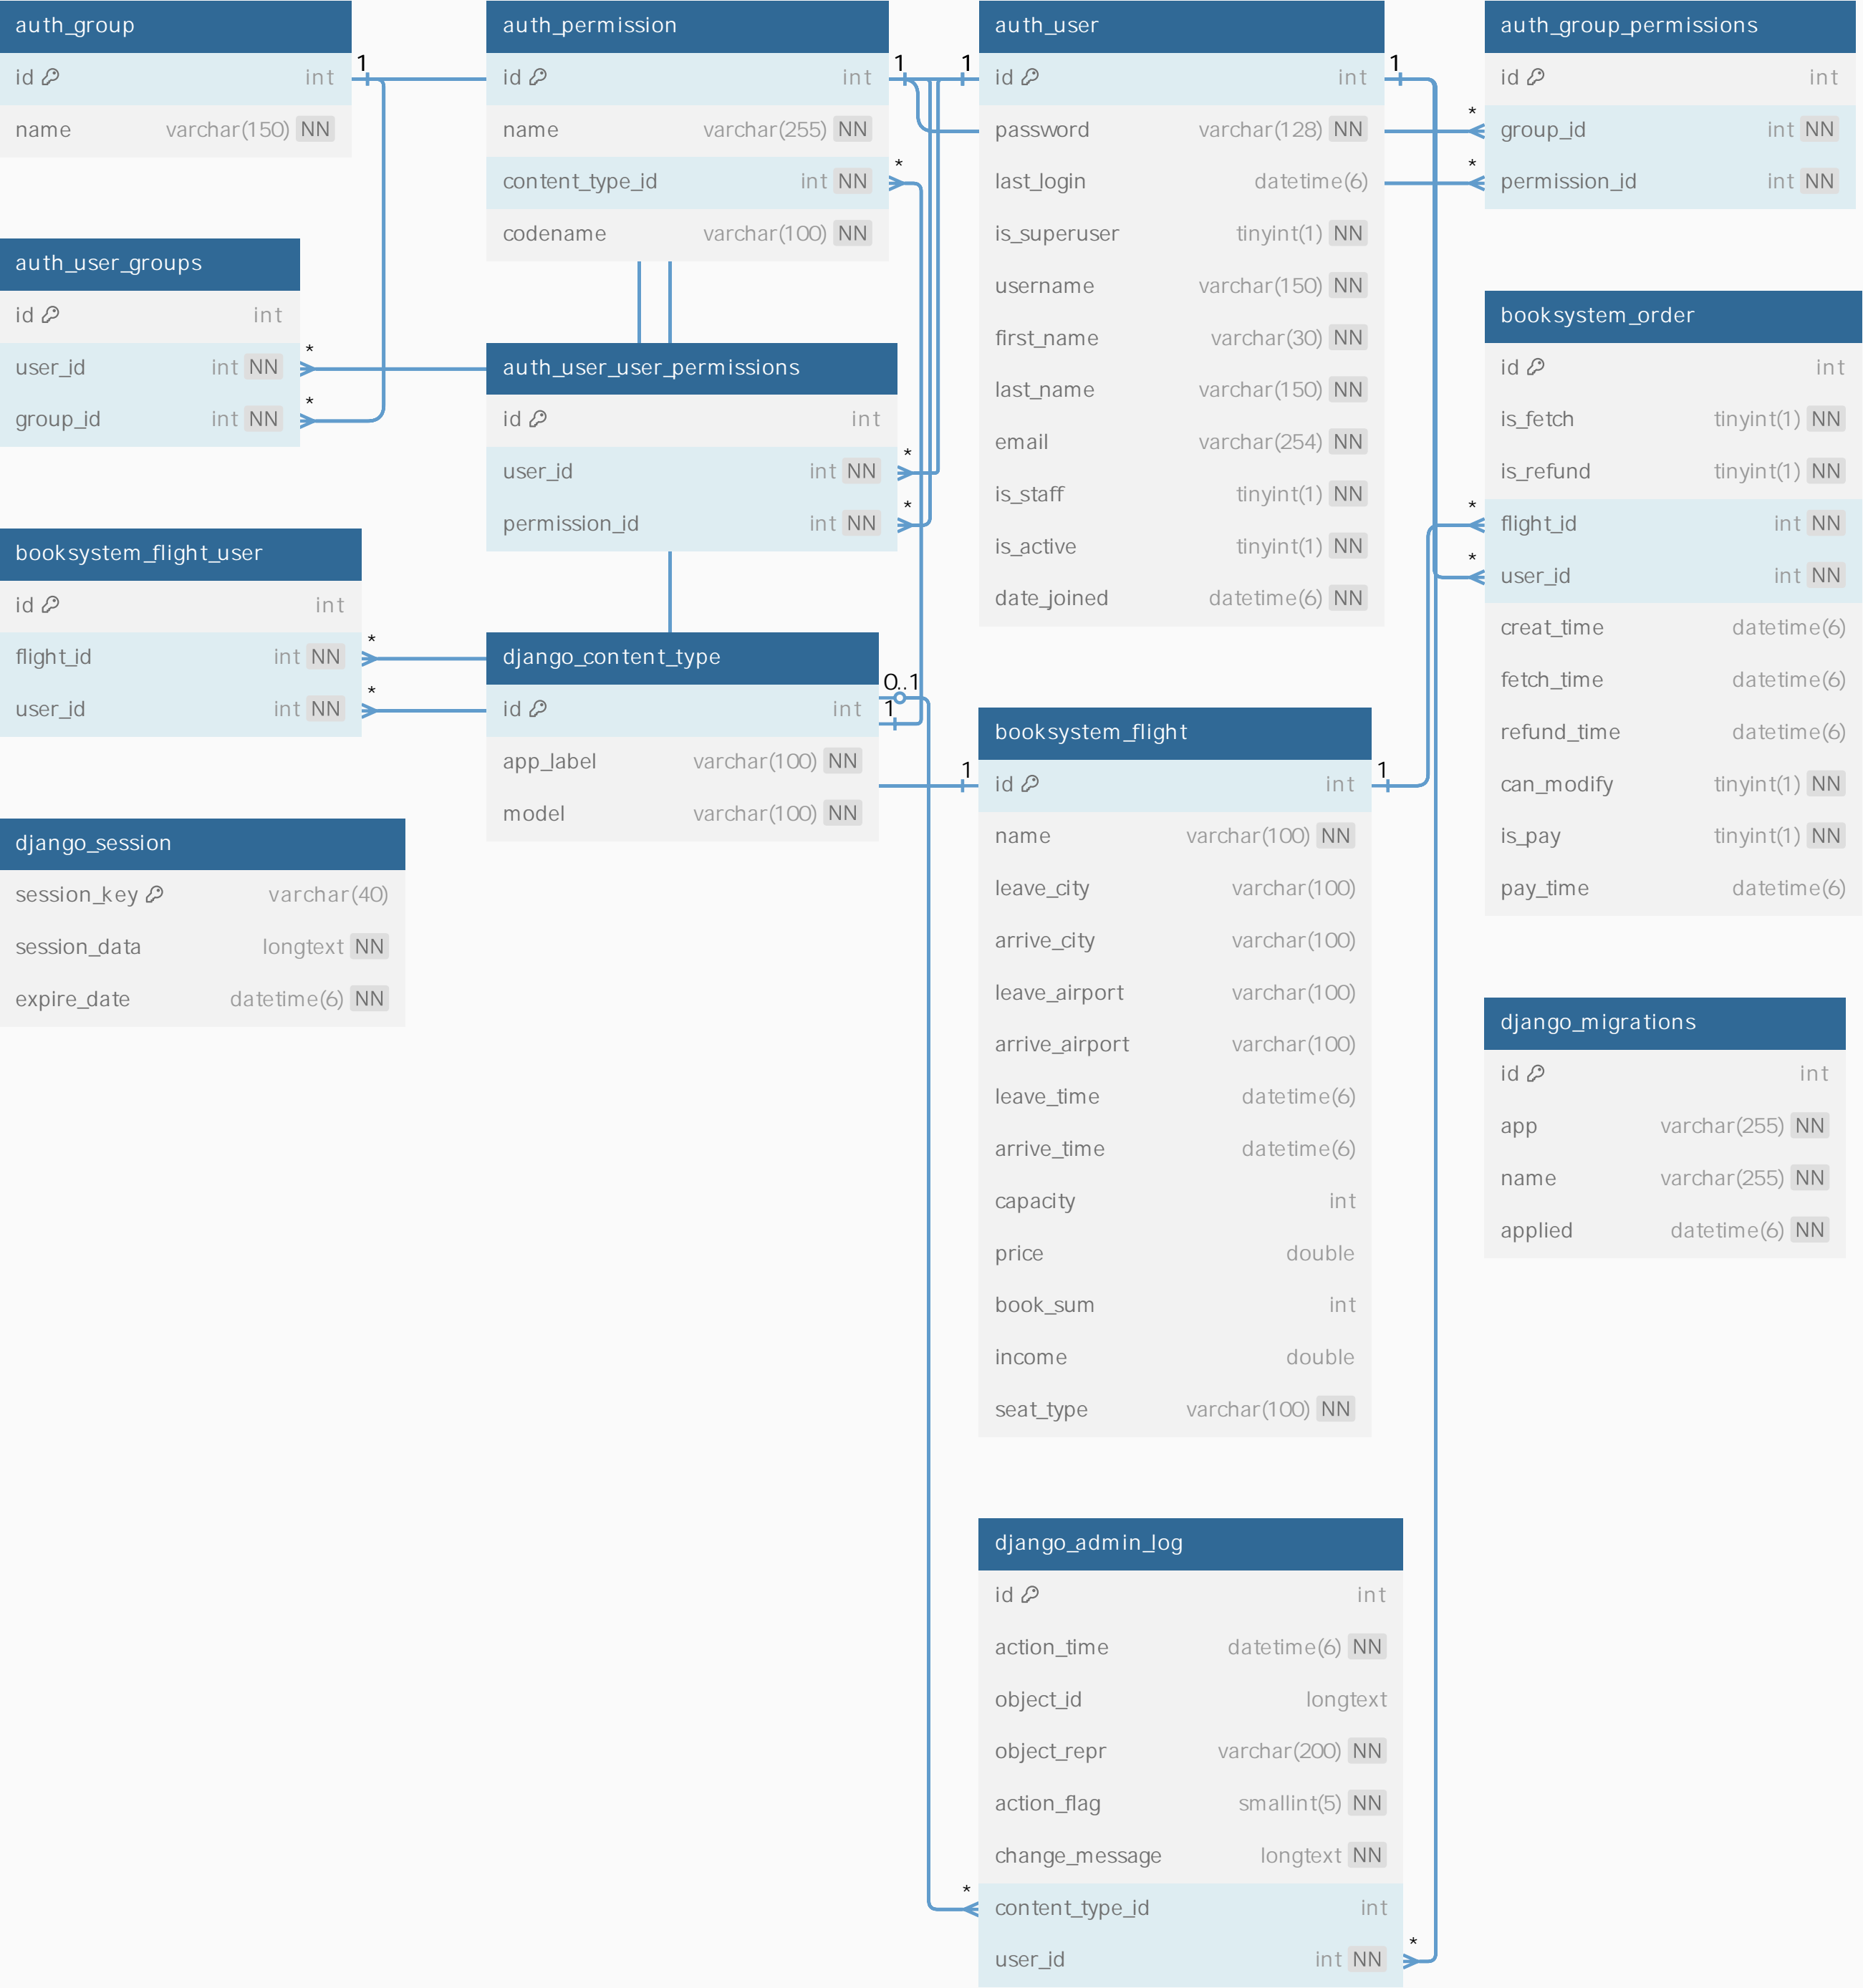 auth_group
id int
name varchar(150) NN
1
auth_permission
id int
name varchar(255) NN
content_type_id int NN
codename varchar(100) NN
1
*
auth_user
1
1
id int
password varchar(128) NN
last_login datetime(6)
is_superuser tinyint(1) NN
username varchar(150) NN
first_name varchar(30) NN
last_name varchar(150) NN
email varchar(254) NN
is_staff tinyint(1) NN
is_active tinyint(1) NN
date_joined datetime(6) NN
auth_group_permissions
id int
*
group_id int NN
*
permission_id int NN
auth_user_groups
id int
user_id int NN
*
group_id int NN
*
auth_user_user_permissions
id int
user_id int NN
*
permission_id int NN
*
booksystem_order
id int
is_fetch tinyint(1) NN
is_refund tinyint(1) NN
*
flight_id int NN
*
user_id int NN
creat_time datetime(6)
fetch_time datetime(6)
refund_time datetime(6)
can_modify tinyint(1) NN
is_pay tinyint(1) NN
pay_time datetime(6)
booksystem_flight_user
id int
flight_id int NN
*
user_id int NN
*
django_content_type
id int
0..1
1
app_label varchar(100) NN
model varchar(100) NN
booksystem_flight
1
1
id int
name varchar(100) NN
leave_city varchar(100)
arrive_city varchar(100)
leave_airport varchar(100)
arrive_airport varchar(100)
leave_time datetime(6)
arrive_time datetime(6)
capacity int
price double
book_sum int
income double
seat_type varchar(100) NN
django_session
session_key varchar(40)
session_data longtext NN
expire_date datetime(6) NN
django_migrations
id int
app varchar(255) NN
name varchar(255) NN
applied datetime(6) NN
django_admin_log
id int
action_time datetime(6) NN
object_id longtext
object_repr varchar(200) NN
action_flag smallint(5) NN
change_message longtext NN
*
content_type_id int
user_id int NN
*